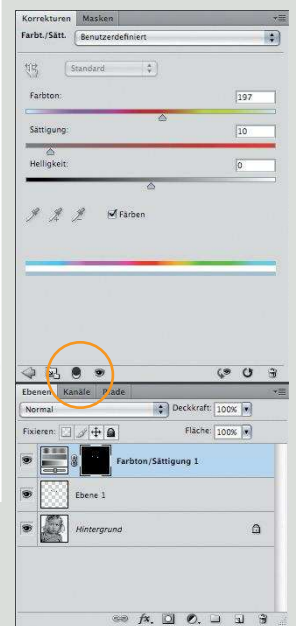 Korrekturen Masken
Farbt./Sätt. Benutzerdefiniert
Standard
Farbton: 197
Sättigung: 10
Helligkeit: 0
Färben
Ebenen Kanäle Pfade
Normal Deckkraft: 100%
Fixieren: Fläche: 100%
Farbton/Sättigung 1
Ebene 1
Hintergrund
fx.